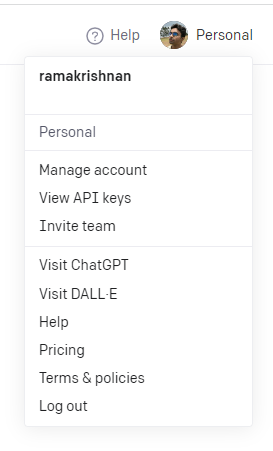 Help
Personal
ramakrishnan
Personal
Manage account
View API keys
Invite team
Visit ChatGPT
Visit DALL·E
Help
Pricing
Terms & policies
Log out